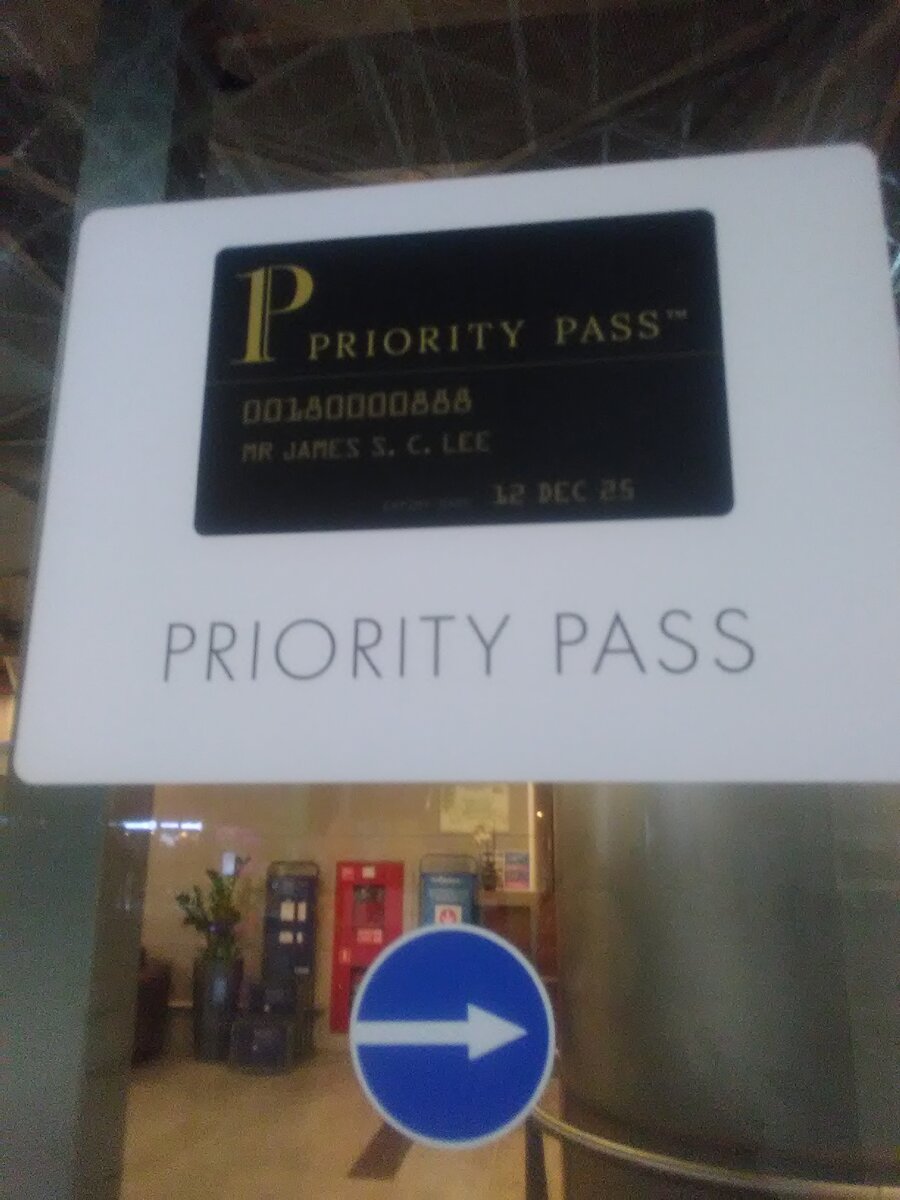 P PRIORITY PASS™
00180000888
MR JAMES S. C. LEE
12 DEC 25
PRIORITY PASS